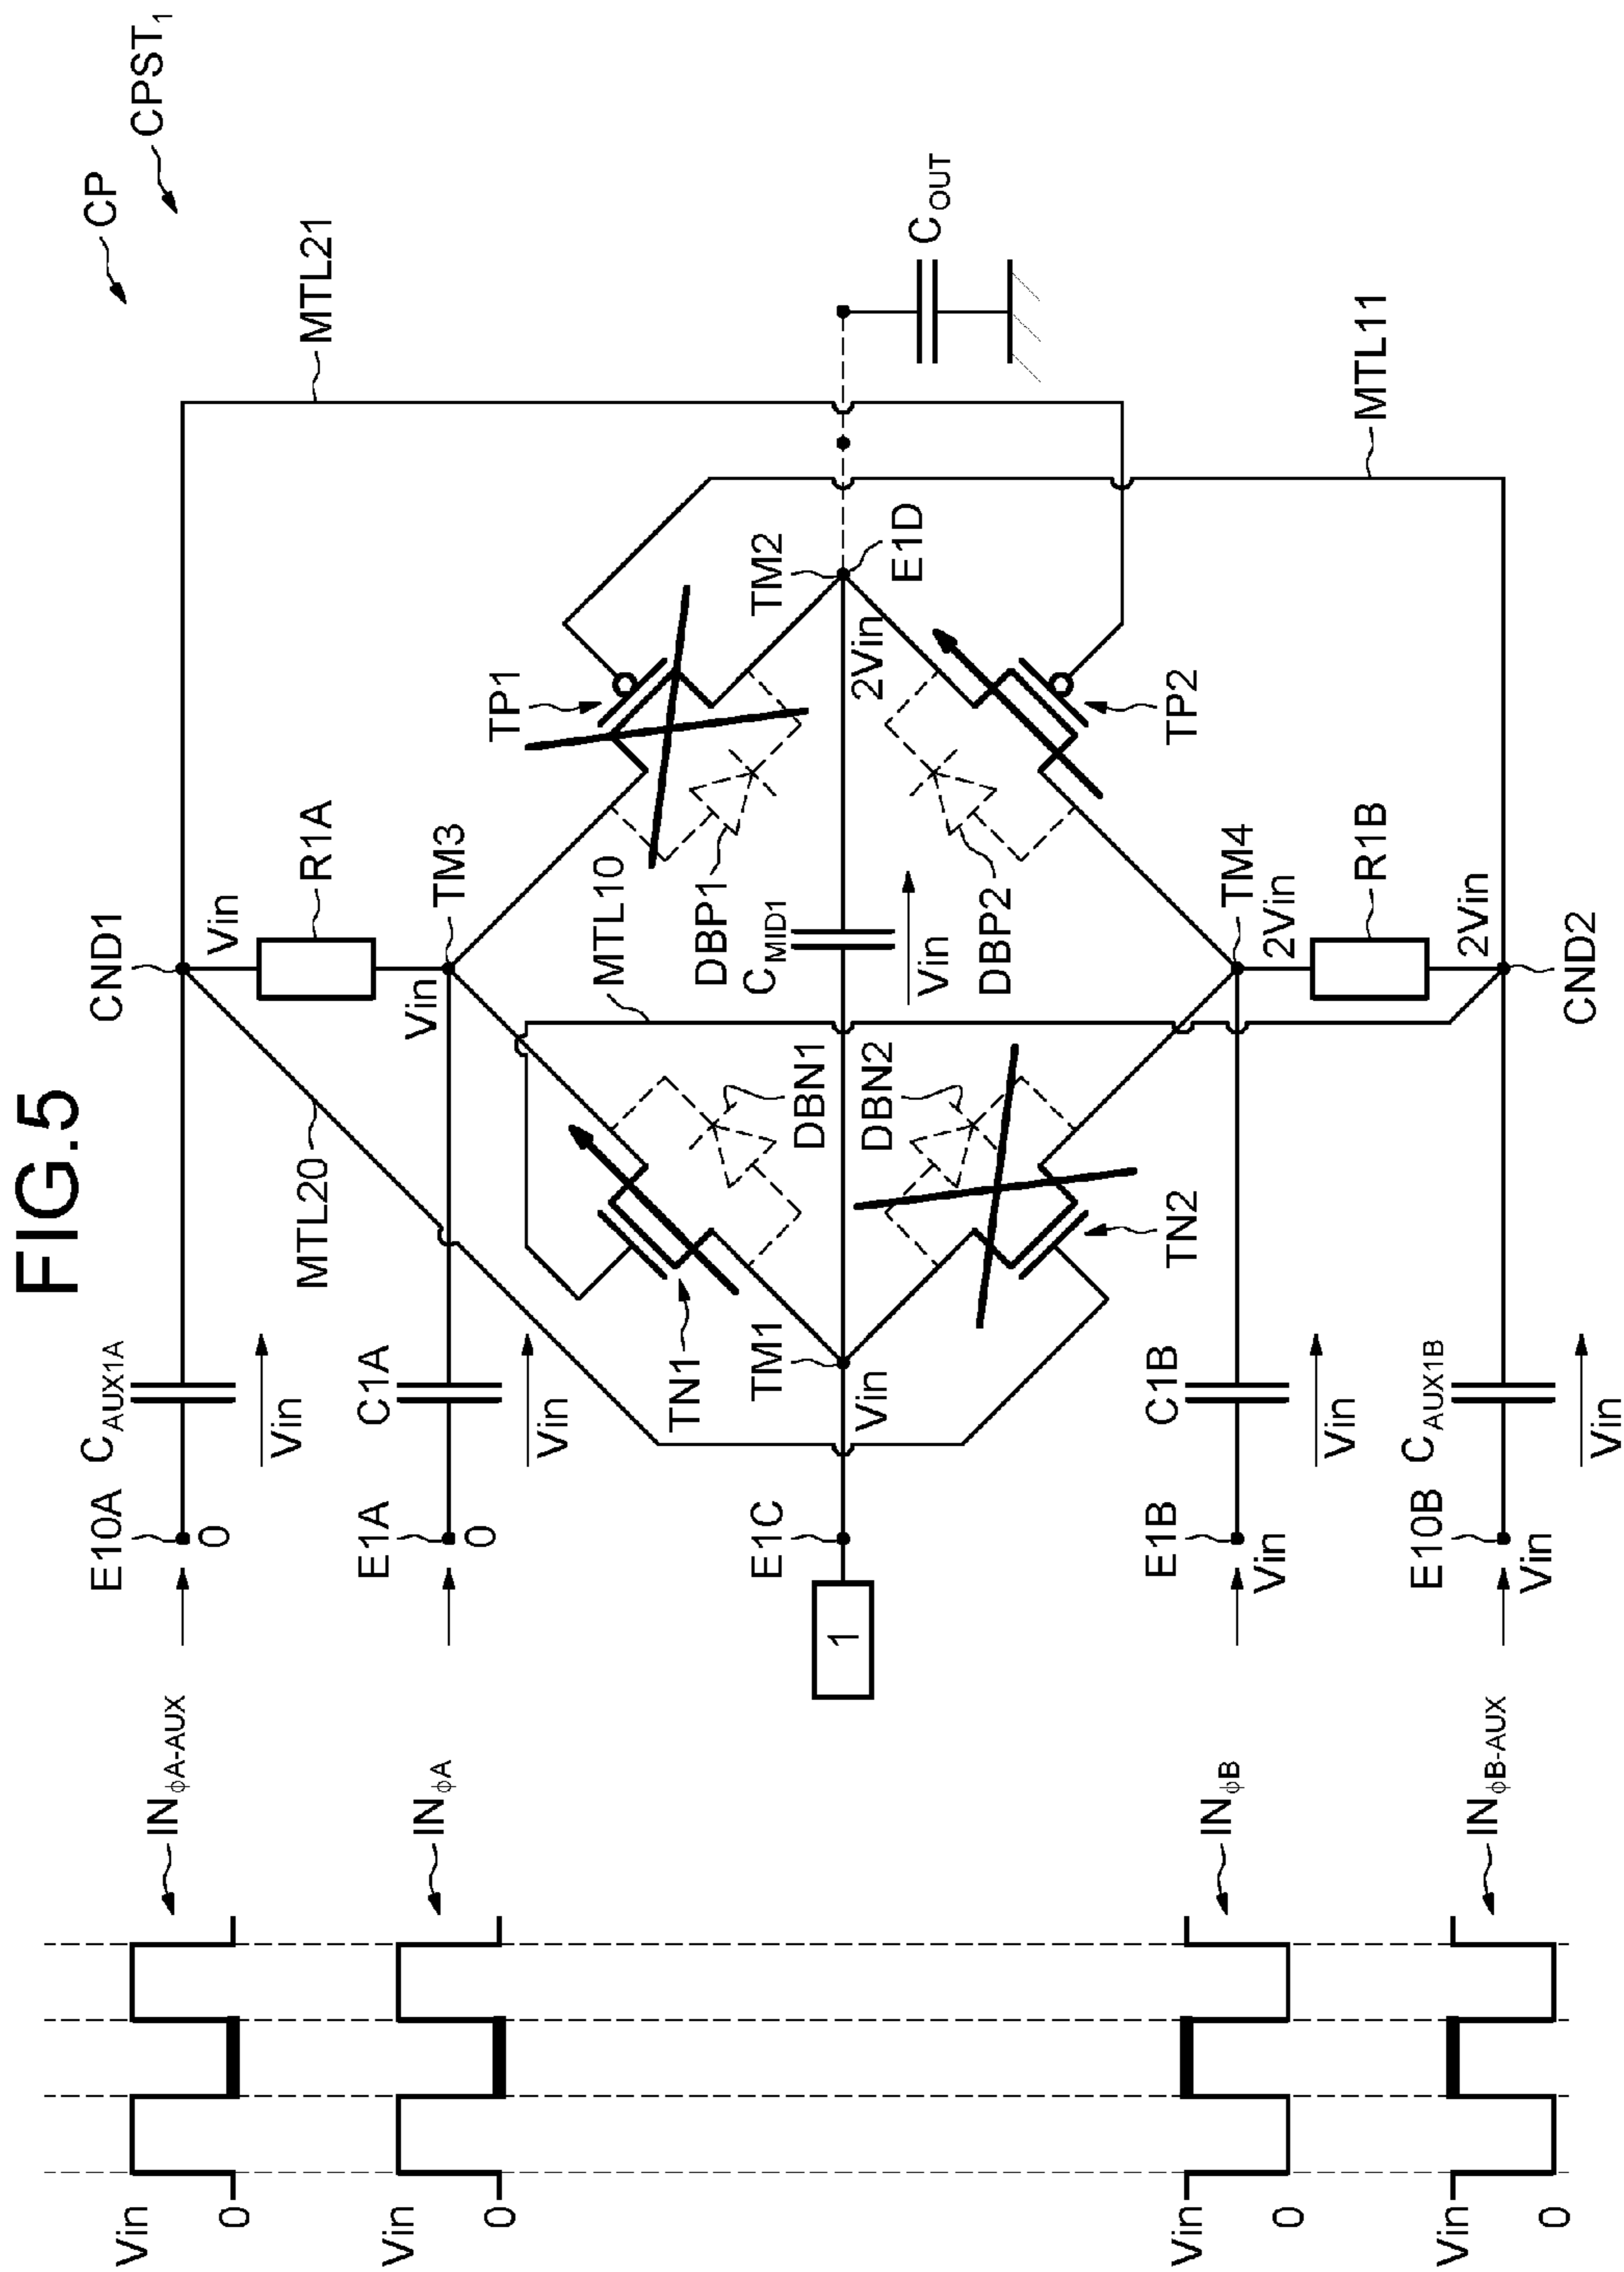 FIG.5
CP
CPST1
MTL21
CND1
Vin
R1A
TM3
Vin
E10A
0
CAUX1A
Vin
MTL20
E1A
0
C1A
Vin
MTL10
TP1
DBP1
TM2
E1D
2Vin
COUT
MTL11
TN1
DBN1
CMID1
Vin
1
E1C
TM1
Vin
DBN2
TN2
DBP2
TP2
TM4
2Vin
R1B
2Vin
CND2
E1B
Vin
C1B
Vin
E10B
Vin
CAUX1B
Vin
Vin
0
INϕA-AUX
Vin
0
INϕA
Vin
0
INϕB
Vin
0
INϕB-AUX